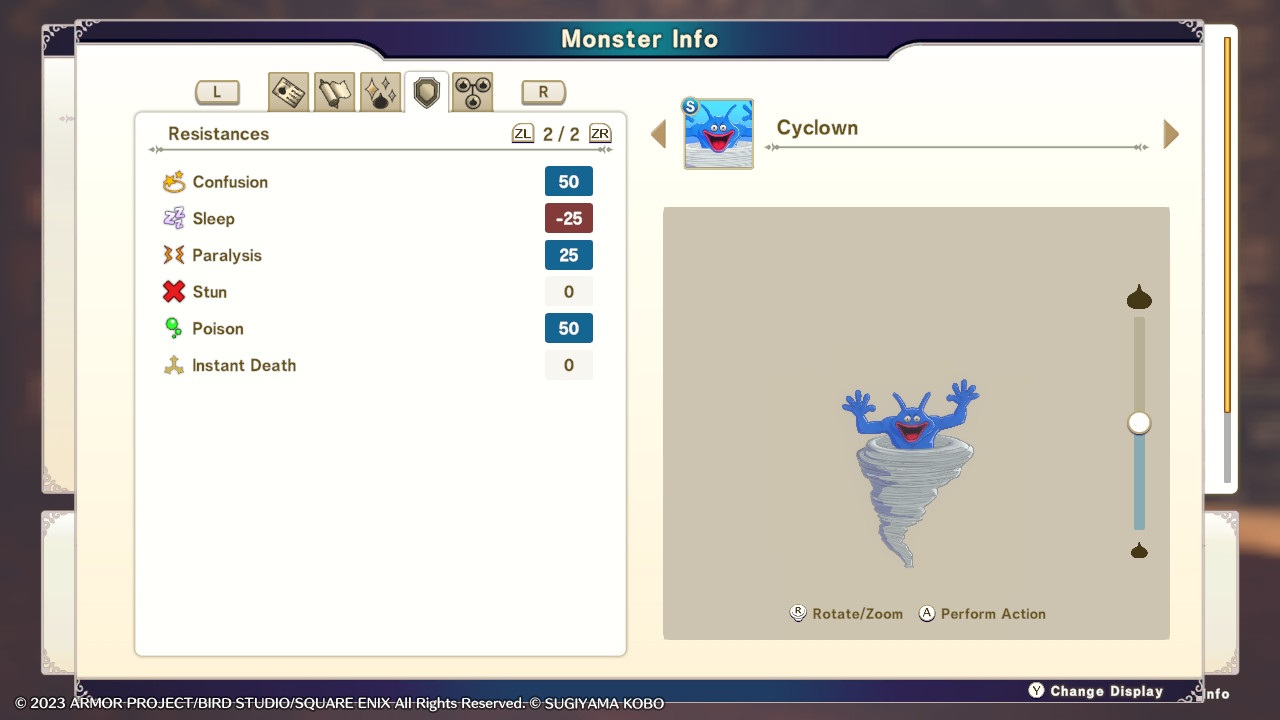 Monster Info
L
R
Resistances
ZL 2 / 2 ZR
Confusion 50
Sleep -25
Paralysis 25
Stun 0
Poison 50
Instant Death 0
S
Cyclown
R Rotate/Zoom A Perform Action
Y Change Display
nfo
© 2023 ARMOR PROJECT/BIRD STUDIO/SQUARE ENIX All Rights Reserved. © SUGIYAMA KOBO